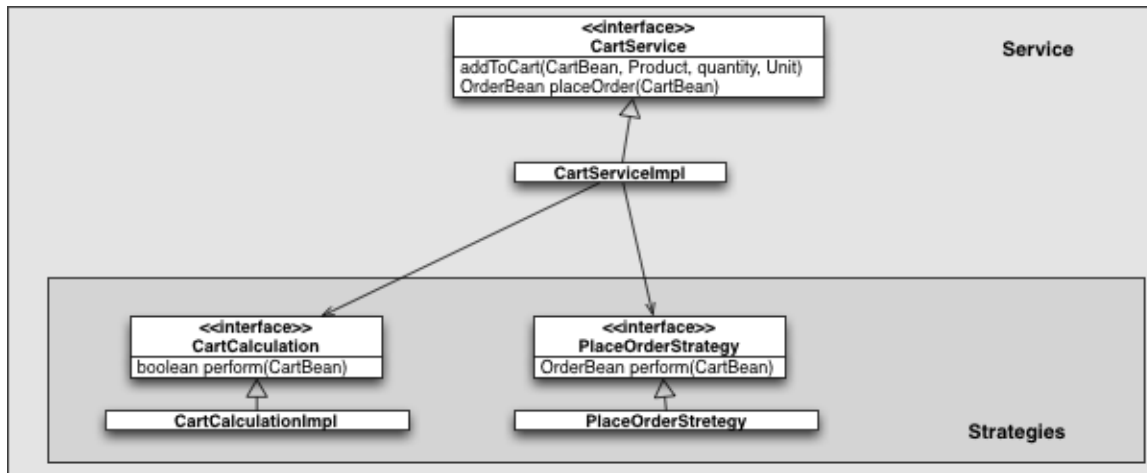 <<interface>>
CartService
Service
addToCart(CartBean, Product, quantity, Unit)
OrderBean placeOrder(CartBean)
CartServiceImpl
<<interface>>
CartCalculation
boolean perform(CartBean)
CartCalculationImpl
<<interface>>
PlaceOrderStrategy
OrderBean perform(CartBean)
PlaceOrderStretegy
Strategies